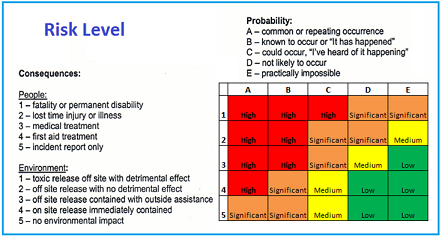 Risk Level
Probability:
A – common or repeating occurrence
B – known to occur or “It has happened”
C – could occur, “I’ve heard of it happening”
D – not likely to occur
E – practically impossible
Consequences:
People:
1 – fatality or permanent disability
2 – lost time injury or illness
3 – medical treatment
4 – first aid treatment
5 – incident report only
Environment:
1 – toxic release off site with detrimental effect
2 – off site release with no detrimental effect
3 – off site release contained with outside assistance
4 – on site release immediately contained
5 – no environmental impact
A B C D E
1 High High High Significant Significant
2 High High Significant Significant Medium
3 High High Significant Medium Low
4 High Significant Medium Low Low
5 Significant Significant Medium Low Low